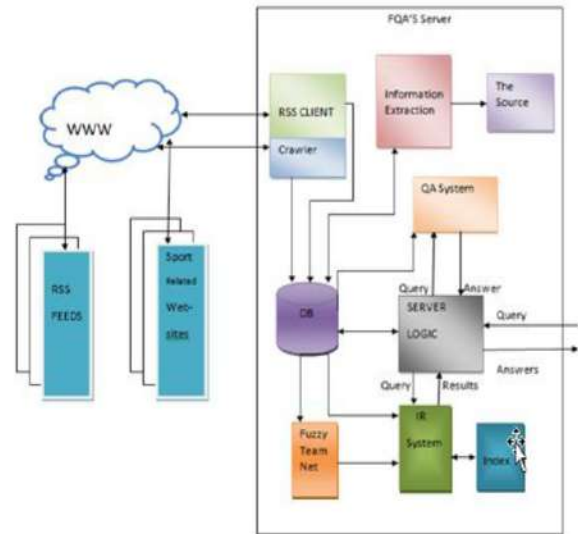 FQA'S Server
WWW
RSS CLIENT
Crawrler
Information
Extraction
The
Source
QA System
RSS
FEEDS
Sport
Related
Web-
sites
DB
Query
Answer
SERVER
LOGIC
Query
Answers
Query
Results
Fuzzy
Team
Net
IR
System
Index